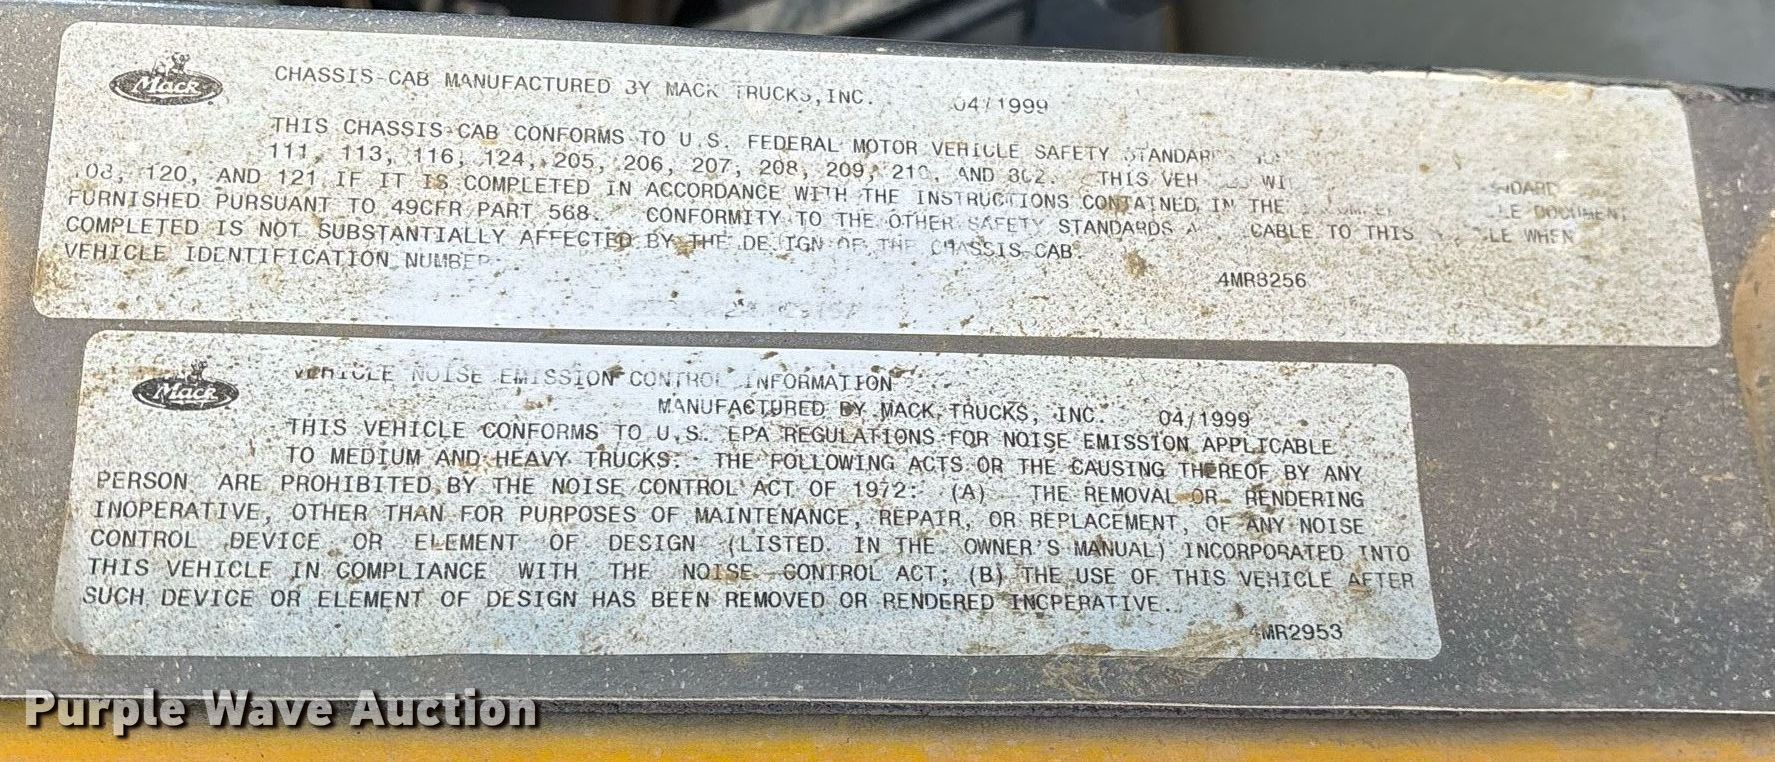 Mack
CHASSIS-CAB MANUFACTURED BY MACK TRUCKS, INC. 04/1999
THIS CHASSIS-CAB CONFORMS TO U.S. FEDERAL MOTOR VEHICLE SAFETY
111, 113, 116, 124, 205, 206, 207, 208, 209, 210, AND 302. THIS
120, AND 121 IF IT IS COMPLETED IN ACCORDANCE WITH THE INSTRUCTIONS CONTAINED IN THE
FURNISHED PURSUANT TO 49CFR PART 568. CONFORMITY TO THE OTHER SAFETY STANDARDS TO THIS WHEN
COMPLETED IS NOT SUBSTANTIALLY AFFECTED BY THE DESIGN OF THE CHASSIS-CAB.
VEHICLE IDENTIFICATION NUMBER
4MR3256
Mack
VEHICLE NOISE EMISSION CONTROL INFORMATION
MANUFACTURED BY MACK TRUCKS, INC. 04/1999
THIS VEHICLE CONFORMS TO U.S. EPA REGULATIONS FOR NOISE EMISSION APPLICABLE
TO MEDIUM AND HEAVY TRUCKS. THE FOLLOWING ACTS OR THE CAUSING THEREOF BY ANY
PERSON ARE PROHIBITED BY THE NOISE CONTROL ACT OF 1972: (A) THE REMOVAL OR RENDERING
INOPERATIVE, OTHER THAN FOR PURPOSES OF MAINTENANCE, REPAIR, OR REPLACEMENT, OF ANY NOISE
CONTROL DEVICE OR ELEMENT OF DESIGN (LISTED IN THE OWNER'S MANUAL) INCORPORATED INTO
THIS VEHICLE IN COMPLIANCE WITH THE NOISE CONTROL ACT; (B) THE USE OF THIS VEHICLE AFTER
SUCH DEVICE OR ELEMENT OF DESIGN HAS BEEN REMOVED OR RENDERED INOPERATIVE.
4MR2953
Purple Wave Auction